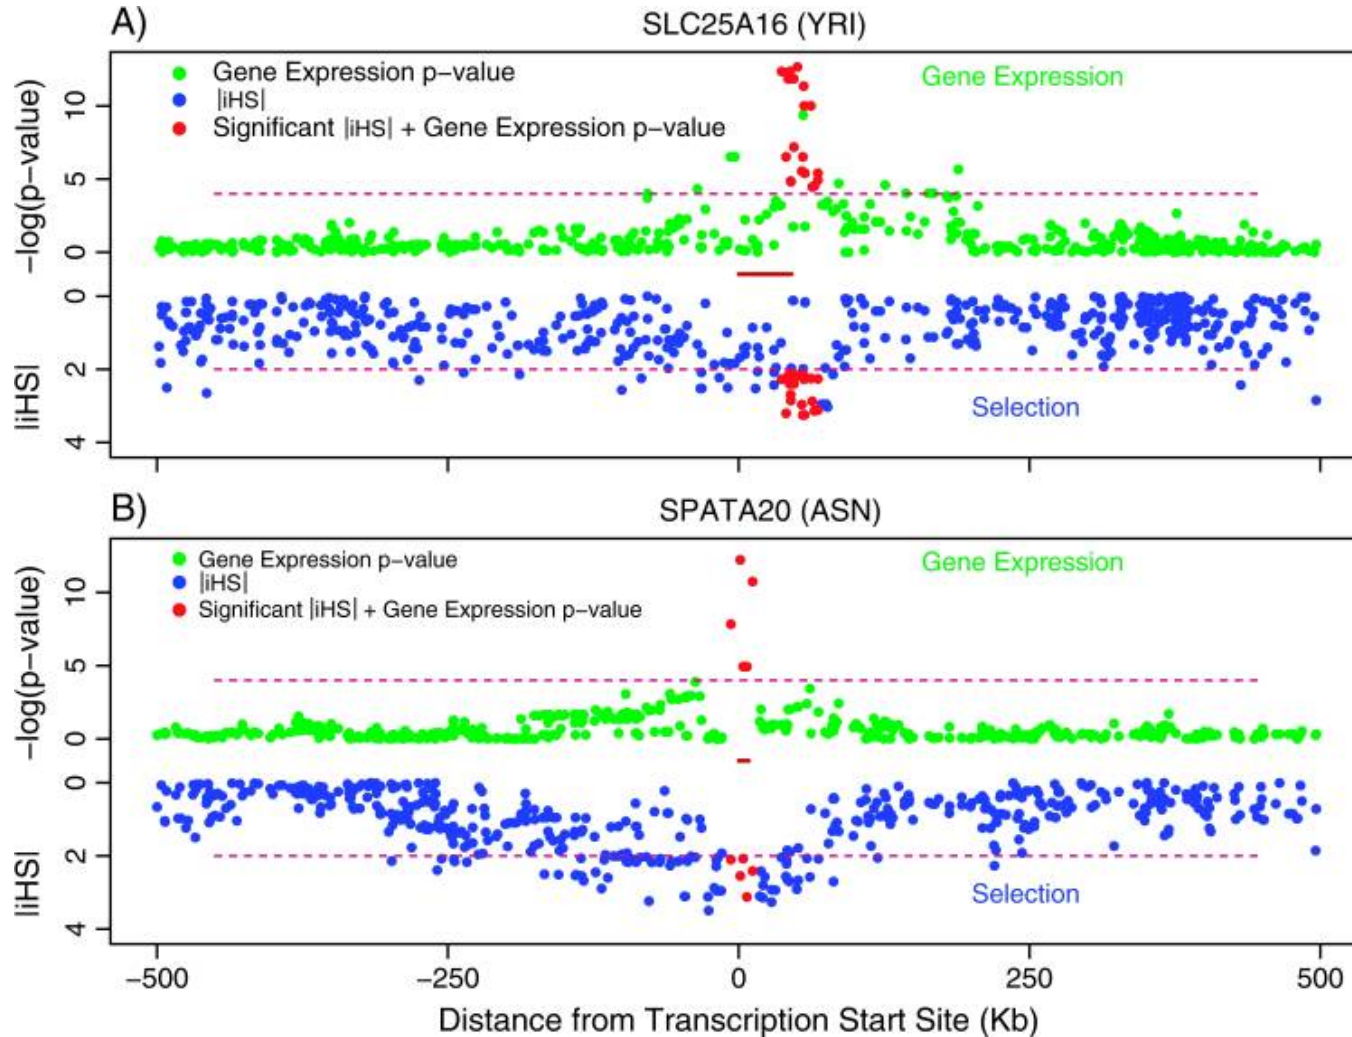 A)
SLC25A16 (YRI)
Gene Expression p−value
|iHS|
Significant |iHS| + Gene Expression p−value
Gene Expression
−log(p−value)
10
5
0
0
2
4
|iHS|
Selection
B)
SPATA20 (ASN)
Gene Expression p−value
|iHS|
Significant |iHS| + Gene Expression p−value
Gene Expression
−log(p−value)
10
5
0
0
2
4
|iHS|
Selection
−500
−250
0
250
500
Distance from Transcription Start Site (Kb)